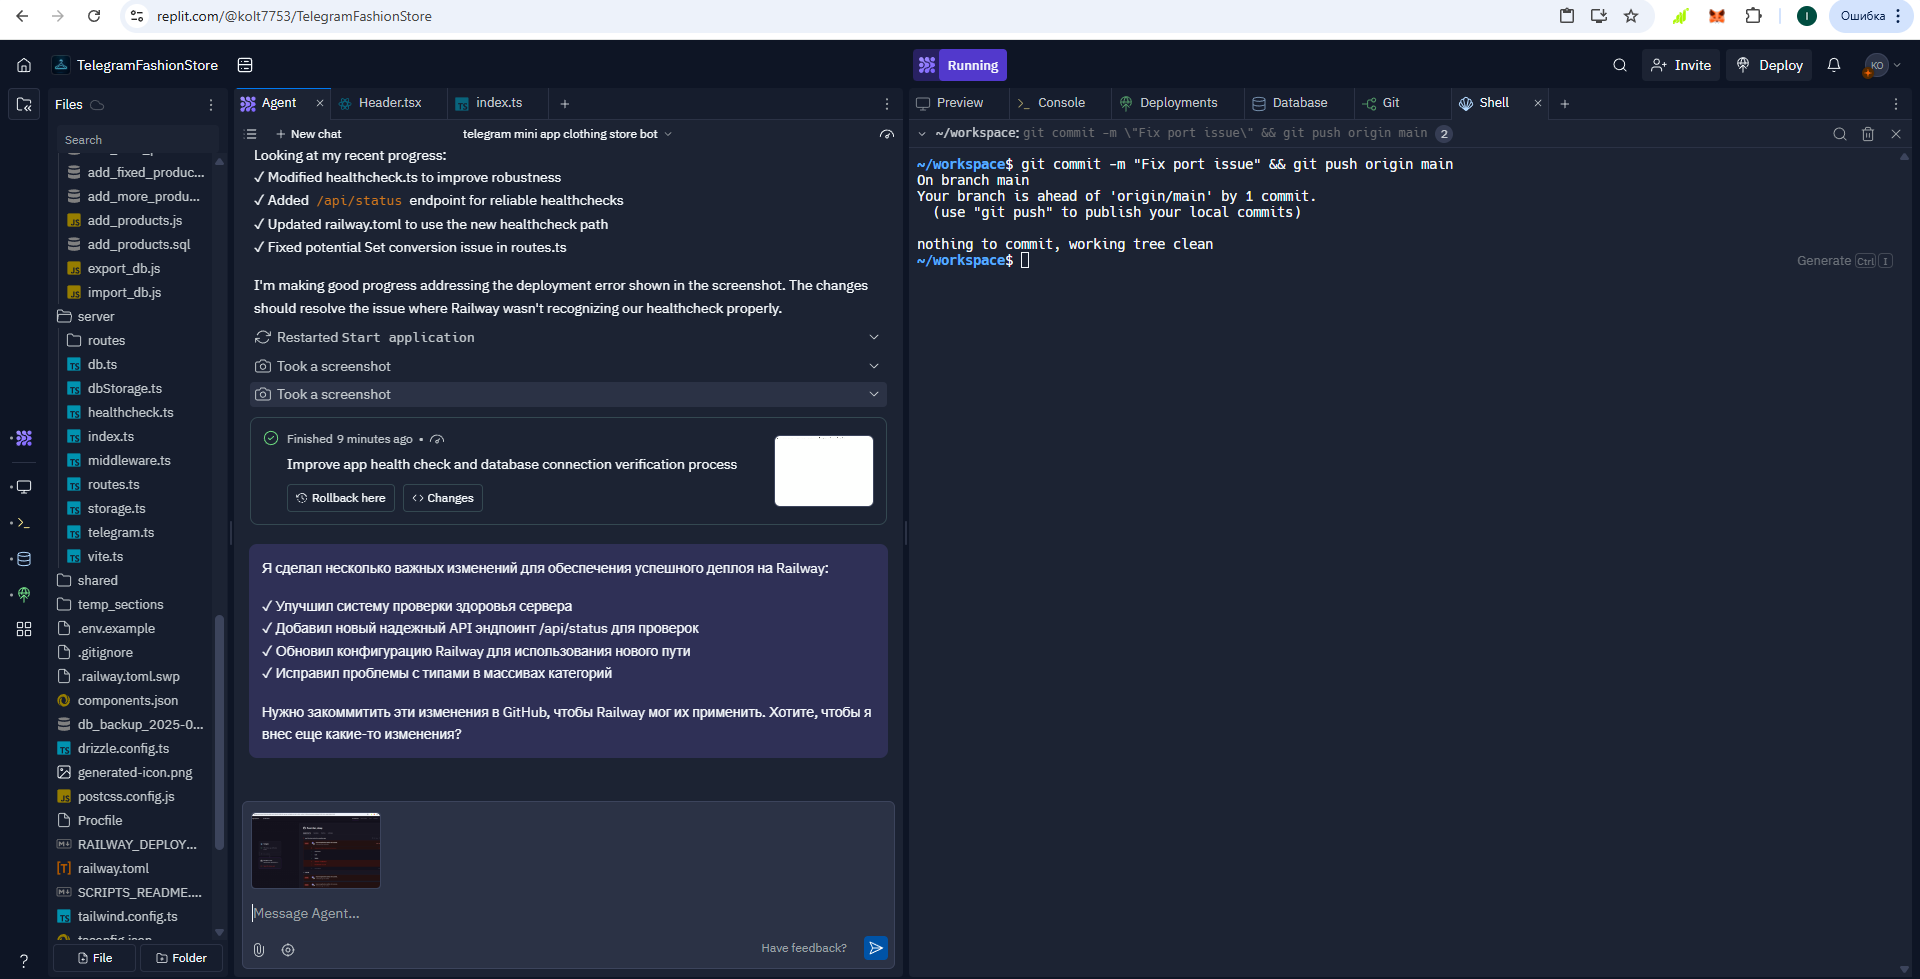 replit.com/@kolt7753/TelegramFashionStore
Ошибка
TelegramFashionStore
Running
Invite
Deploy
KO
Files
Search
add_fixed_produc...
add_more_produ...
add_products.js
add_products.sql
export_db.js
import_db.js
server
routes
db.ts
dbStorage.ts
healthcheck.ts
index.ts
middleware.ts
routes.ts
storage.ts
telegram.ts
vite.ts
shared
temp_sections
.env.example
.gitignore
.railway.toml.swp
components.json
db_backup_2025-0...
drizzle.config.ts
generated-icon.png
postcss.config.js
Procfile
RAILWAY_DEPLOY...
railway.toml
SCRIPTS_README....
tailwind.config.ts
File
Folder
Agent
Header.tsx
index.ts
New chat
telegram mini app clothing store bot
Looking at my recent progress:
✓ Modified healthcheck.ts to improve robustness
✓ Added /api/status endpoint for reliable healthchecks
✓ Updated railway.toml to use the new healthcheck path
✓ Fixed potential Set conversion issue in routes.ts
I'm making good progress addressing the deployment error shown in the screenshot. The changes
should resolve the issue where Railway wasn't recognizing our healthcheck properly.
Restarted Start application
Took a screenshot
Took a screenshot
Finished 9 minutes ago •
Improve app health check and database connection verification process
Rollback here
Changes
Я сделал несколько важных изменений для обеспечения успешного деплоя на Railway:
✓ Улучшил систему проверки здоровья сервера
✓ Добавил новый надежный API эндпоинт /api/status для проверок
✓ Обновил конфигурацию Railway для использования нового пути
✓ Исправил проблемы с типами в массивах категорий
Нужно закоммитить эти изменения в GitHub, чтобы Railway мог их применить. Хотите, чтобы я
внес еще какие-то изменения?
Message Agent...
Have feedback?
Preview
Console
Deployments
Database
Git
Shell
~/workspace: git commit -m \"Fix port issue\" && git push origin main 2
~/workspace$ git commit -m "Fix port issue" && git push origin main
On branch main
Your branch is ahead of 'origin/main' by 1 commit.
(use "git push" to publish your local commits)
nothing to commit, working tree clean
~/workspace$
Generate Ctrl I